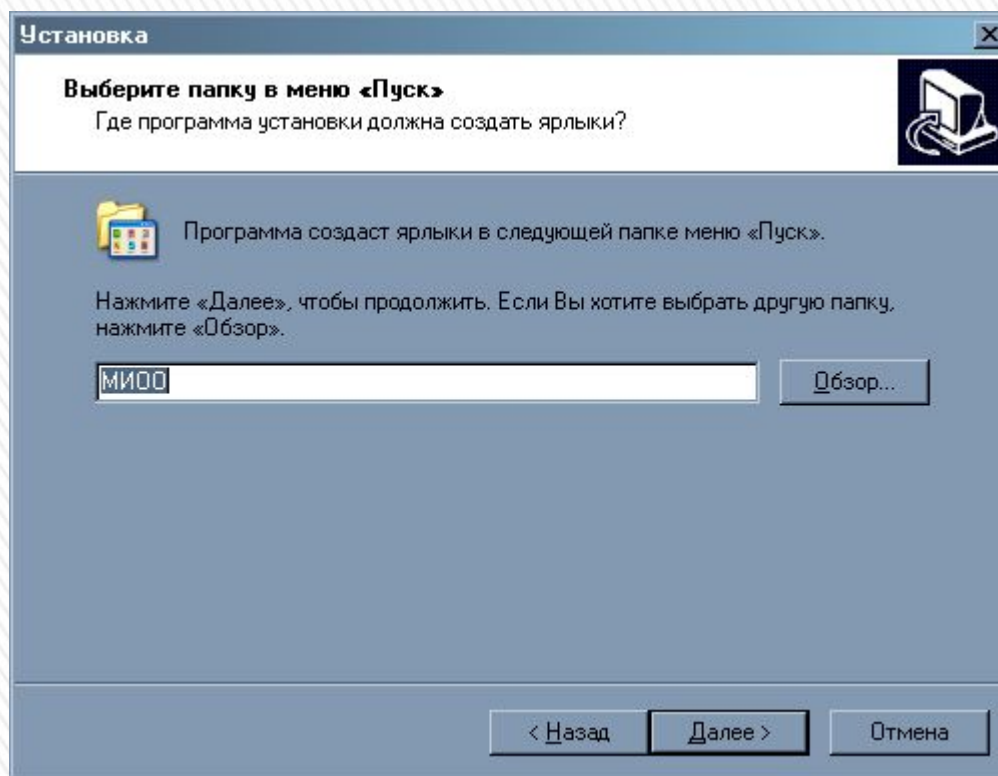 Установка
Выберите папку в меню «Пуск»
Где программа установки должна создать ярлыки?
Программа создаст ярлыки в следующей папке меню «Пуск».
Нажмите «Далее», чтобы продолжить. Если Вы хотите выбрать другую папку,
нажмите «Обзор».
МИОО
Обзор...
< Назад
Далее >
Отмена